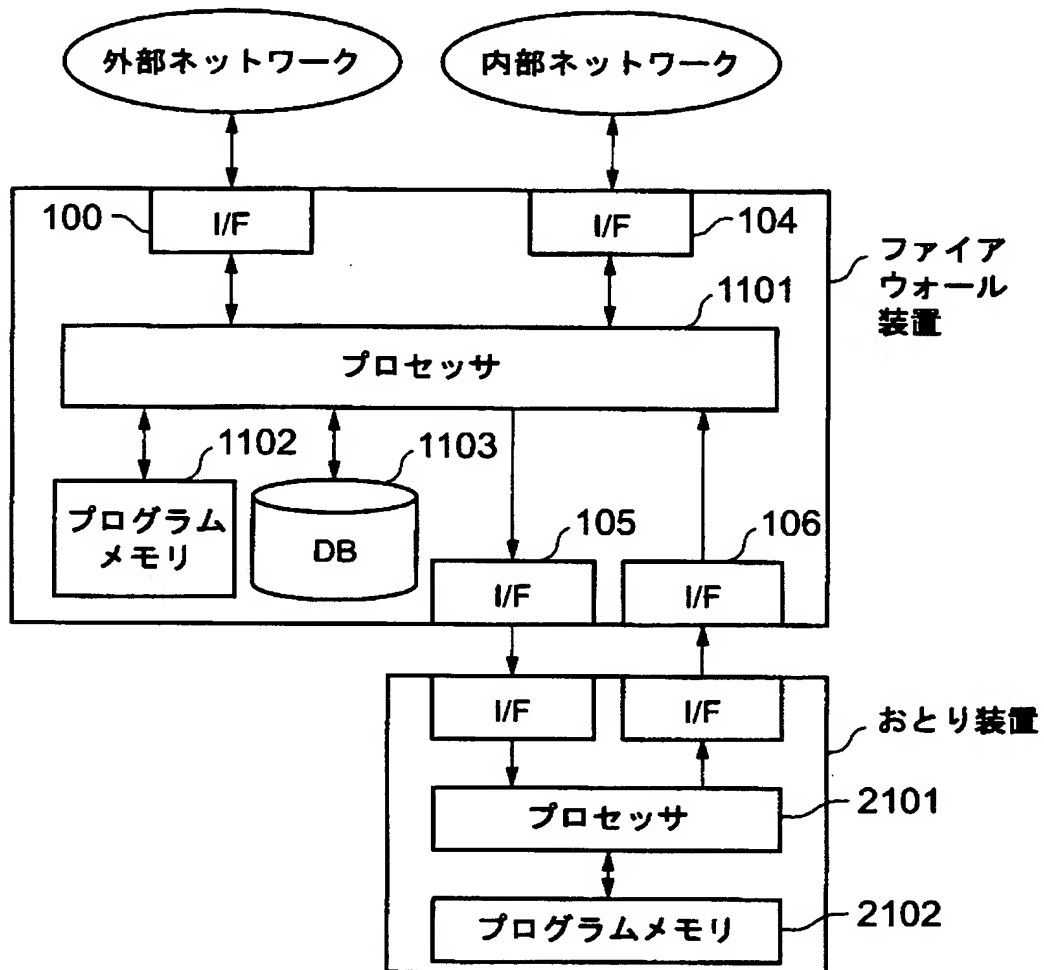 外部ネットワーク
内部ネットワーク
100
I/F
I/F
104
ファイア
ウォール
装置
1101
プロセッサ
1102
1103
プログラム
メモリ
DB
105
106
I/F
I/F
I/F
I/F
おとり装置
プロセッサ
2101
プログラムメモリ
2102